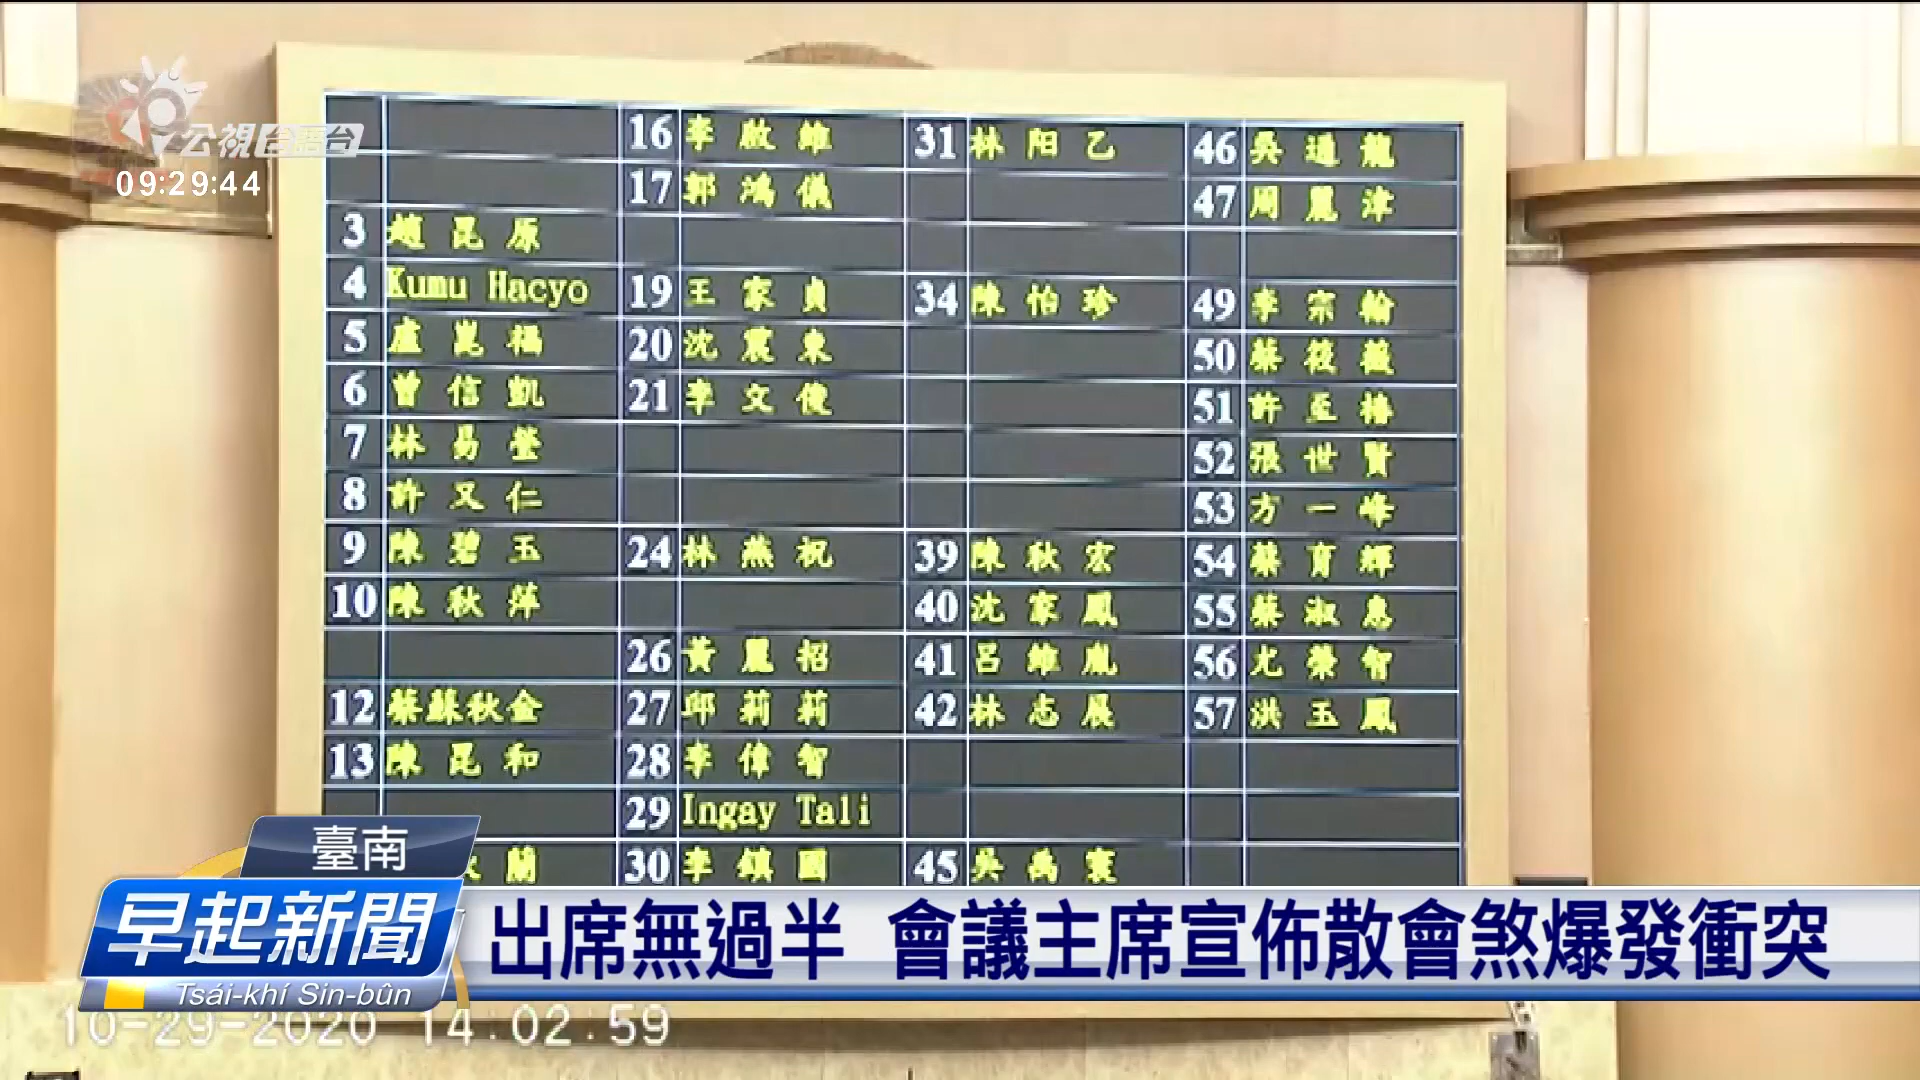 公視台語台
09:29:44
3 趙昆原
4 Kumu Hacyo
5 盧崑福
6 曾信凱
7 林易瑩
8 許又仁
9 陳碧玉
10 陳秋萍
12 蔡蘇秋金
13 陳昆和
蘭
16 李啟維
17 郭鴻儀
19 王家貞
20 沈震東
21 李文俊
24 林燕祝
26 黃麗招
27 邱莉莉
28 李偉智
29 Ingay Tali
30 李鎮國
31 林阳乙
34 陳怡珍
39 陳秋宏
40 沈家鳳
41 呂維胤
42 林志展
45 吳禹寰
46 吳通龍
47 周麗津
49 李宗翰
50 蔡筱薇
51 許至椿
52 張世賢
53 方一峰
54 蔡育輝
55 蔡淑惠
56 尤榮智
57 洪玉鳳
臺南
早起新聞
Tsái-khí Sin-bûn
出席無過半 會議主席宣佈散會煞爆發衝突
10-29-2020 14:02:59